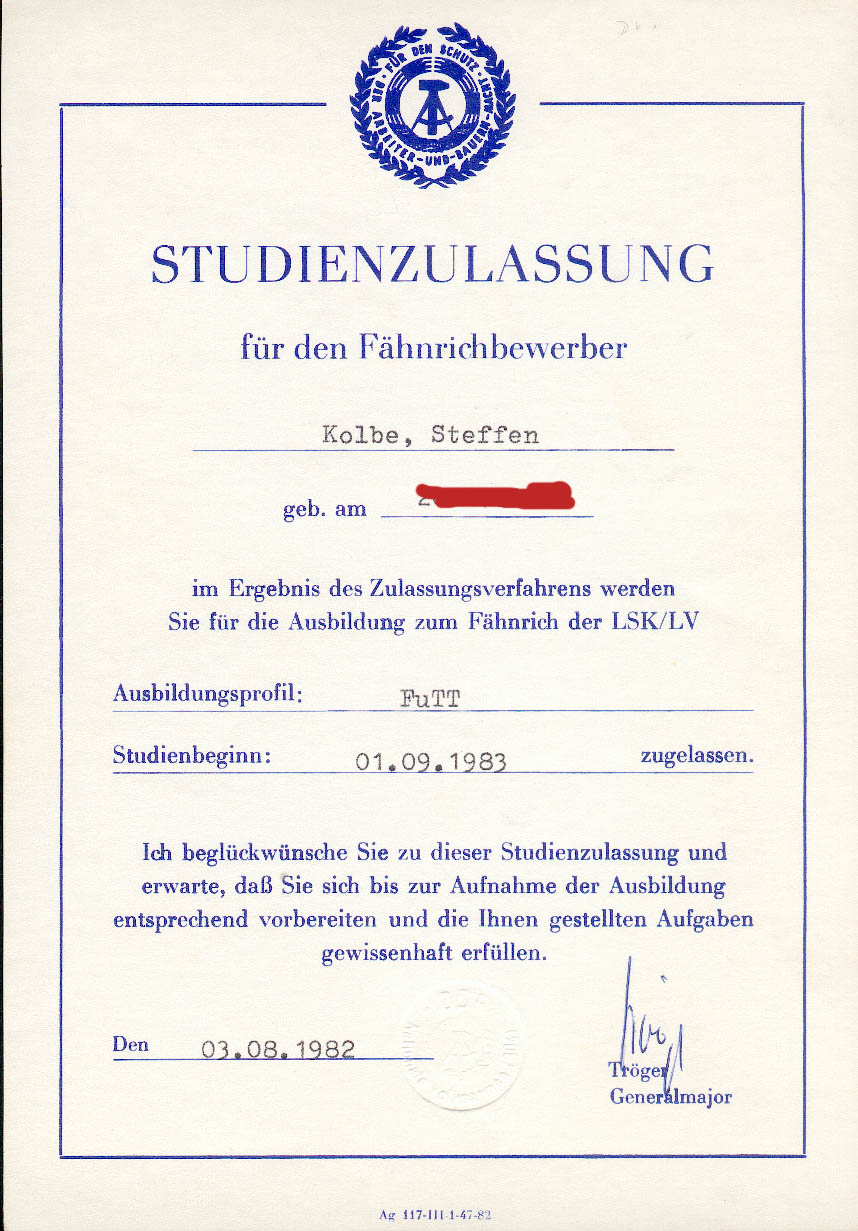 FÜR DEN SCHUTZ · DER ARBEITER-UND-BAUERN-MACHT ·
STUDIENZULASSUNG
für den Fähnrichbewerber
Kolbe, Steffen
geb. am
im Ergebnis des Zulassungsverfahrens werden
Sie für die Ausbildung zum Fähnrich der LSK/LV
Ausbildungsprofil: FuTT
Studienbeginn: 01.09.1983 zugelassen.
Ich beglückwünsche Sie zu dieser Studienzulassung und
erwarte, daß Sie sich bis zur Aufnahme der Ausbildung
entsprechend vorbereiten und die Ihnen gestellten Aufgaben
gewissenhaft erfüllen.
Den 03.08.1982
Tröger
Generalmajor
Ag 117-III-1-47-82